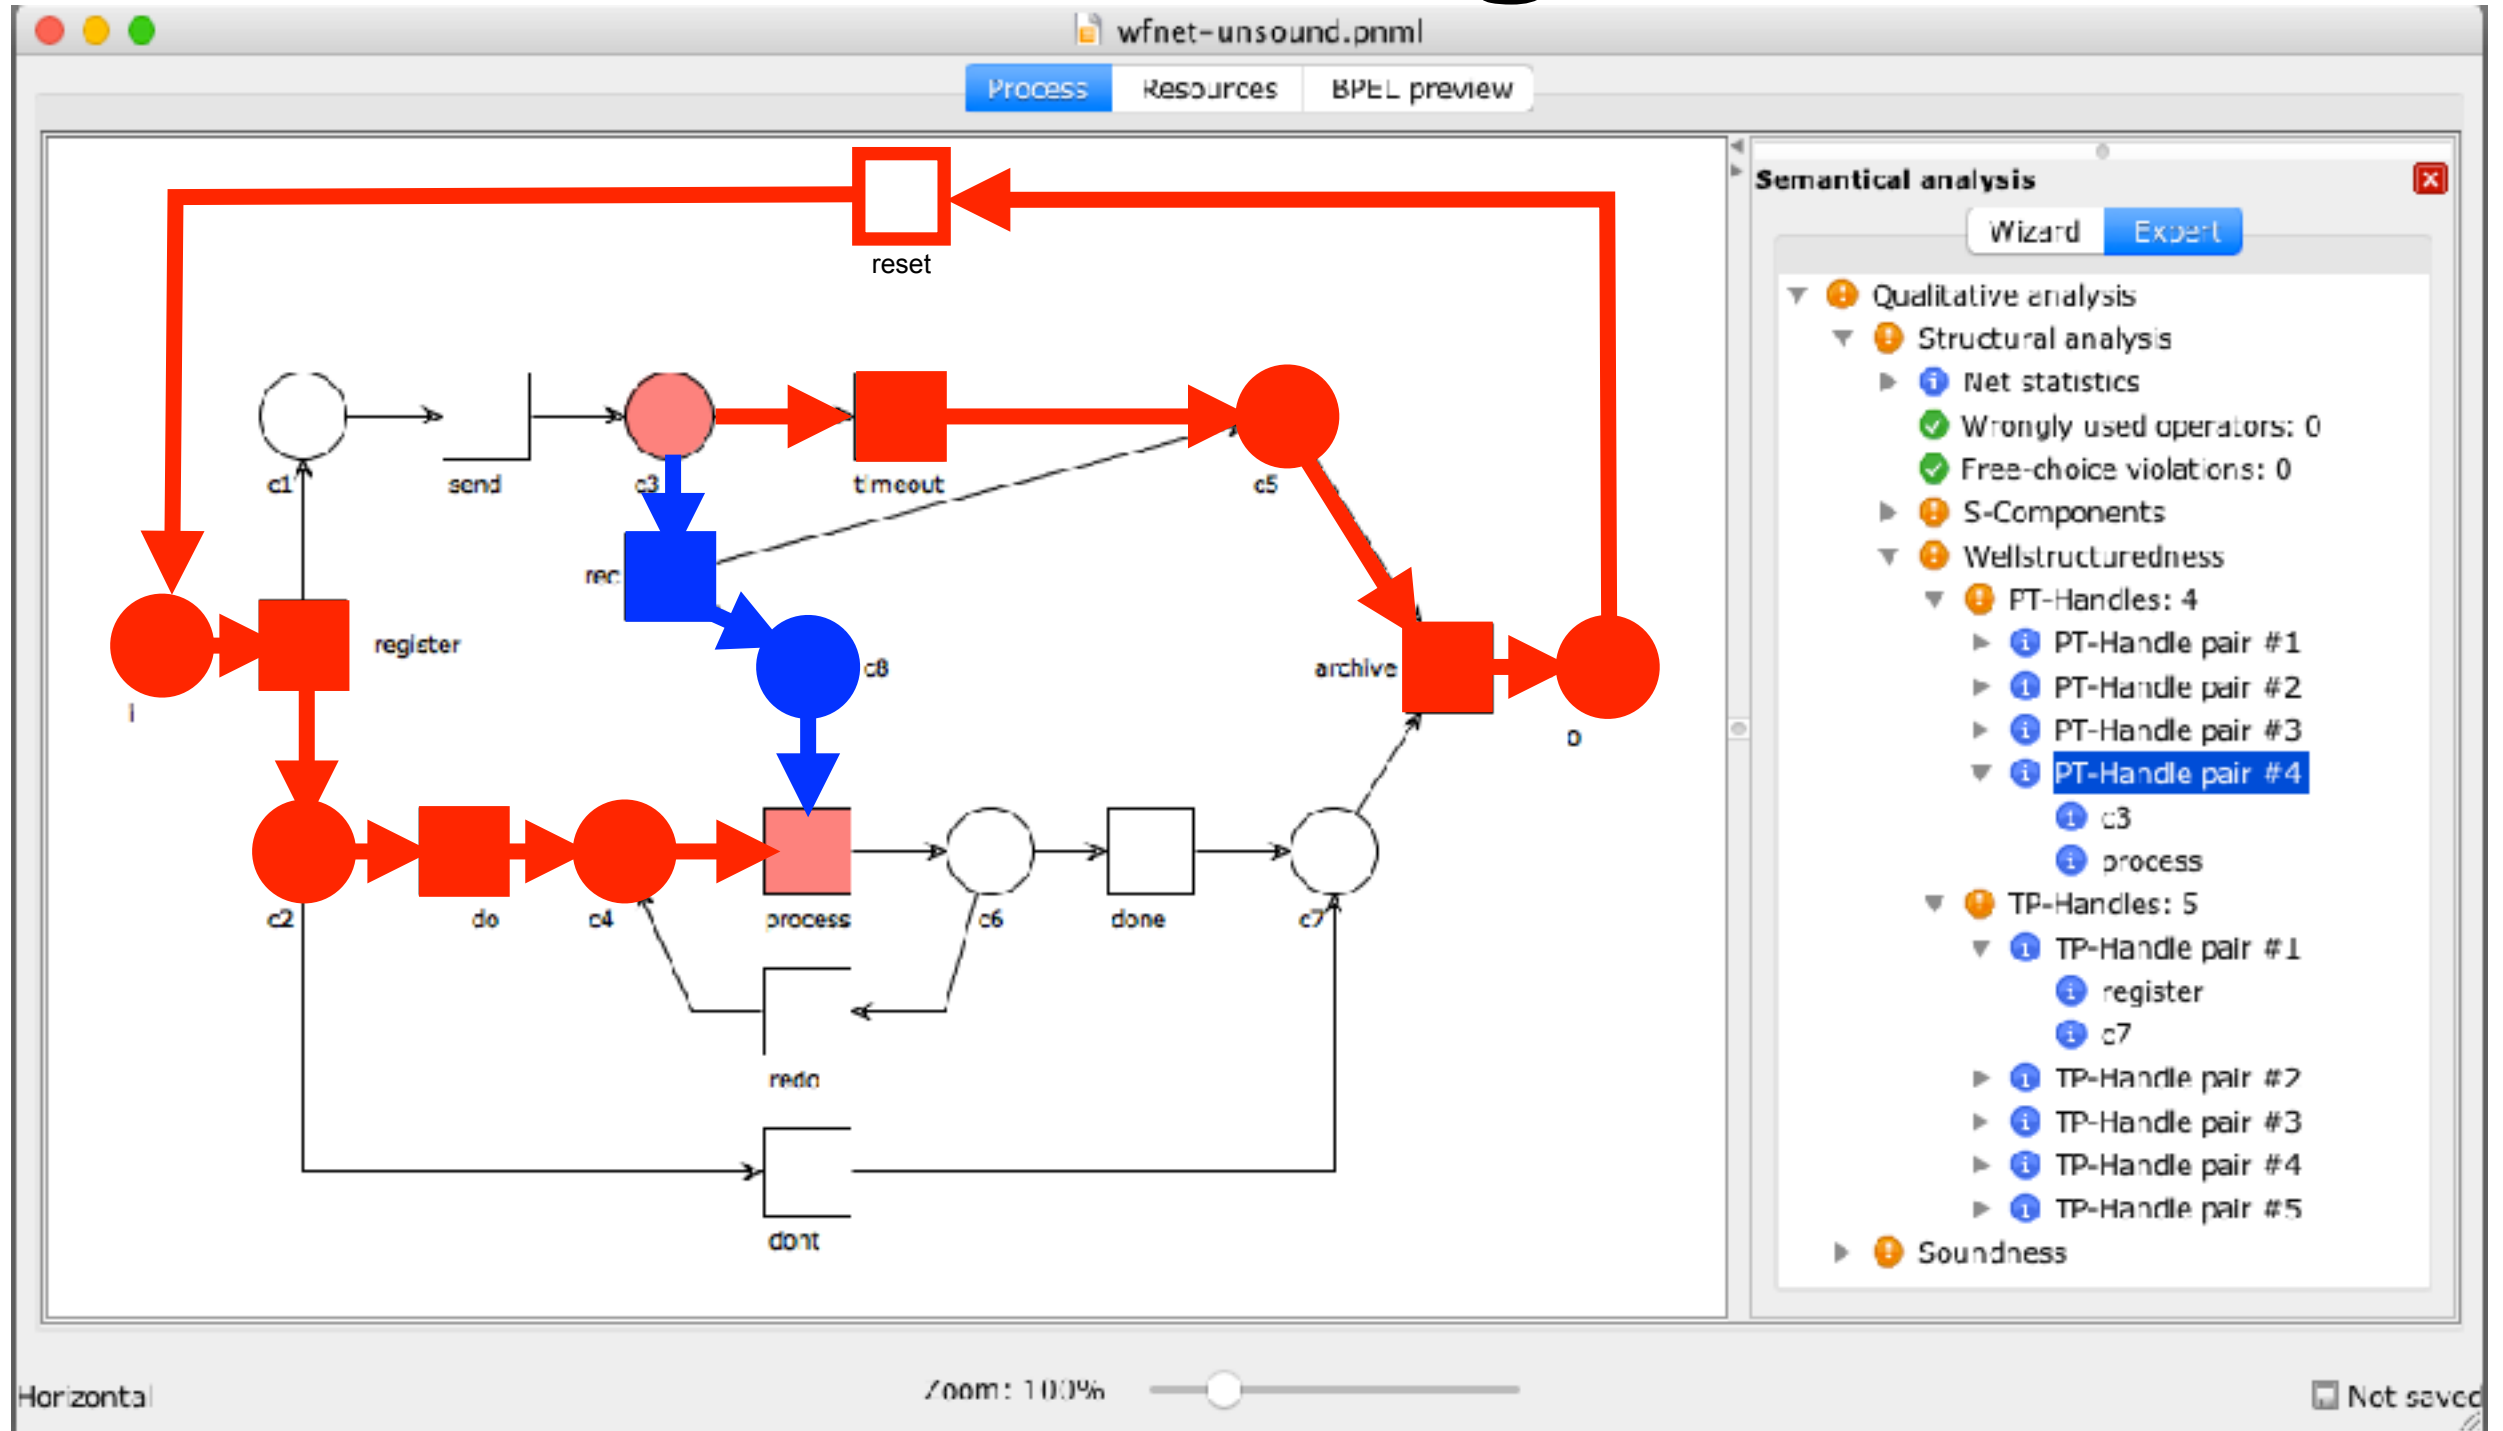 wfnet-unsound.pnml
Process Resources BPEL preview
Semantical analysis
Wizard Expert
reset
Qualitative analysis
Structural analysis
Net statistics
Wrongly used operators: 0
Free-choice violations: 0
S-Components
Wellstructuredness
PT-Handles: 4
PT-Handle pair #1
PT-Handle pair #2
PT-Handle pair #3
PT-Handle pair #4
c3
process
TP-Handles: 5
TP-Handle pair #1
register
c7
TP-Handle pair #2
TP-Handle pair #3
TP-Handle pair #4
TP-Handle pair #5
Soundness
c1 send c3 timeout c5
rec
i register c8 archive o
c2 do c4 process c6 done c7
redo
dont
Horizontal Zoom: 100% Not saved